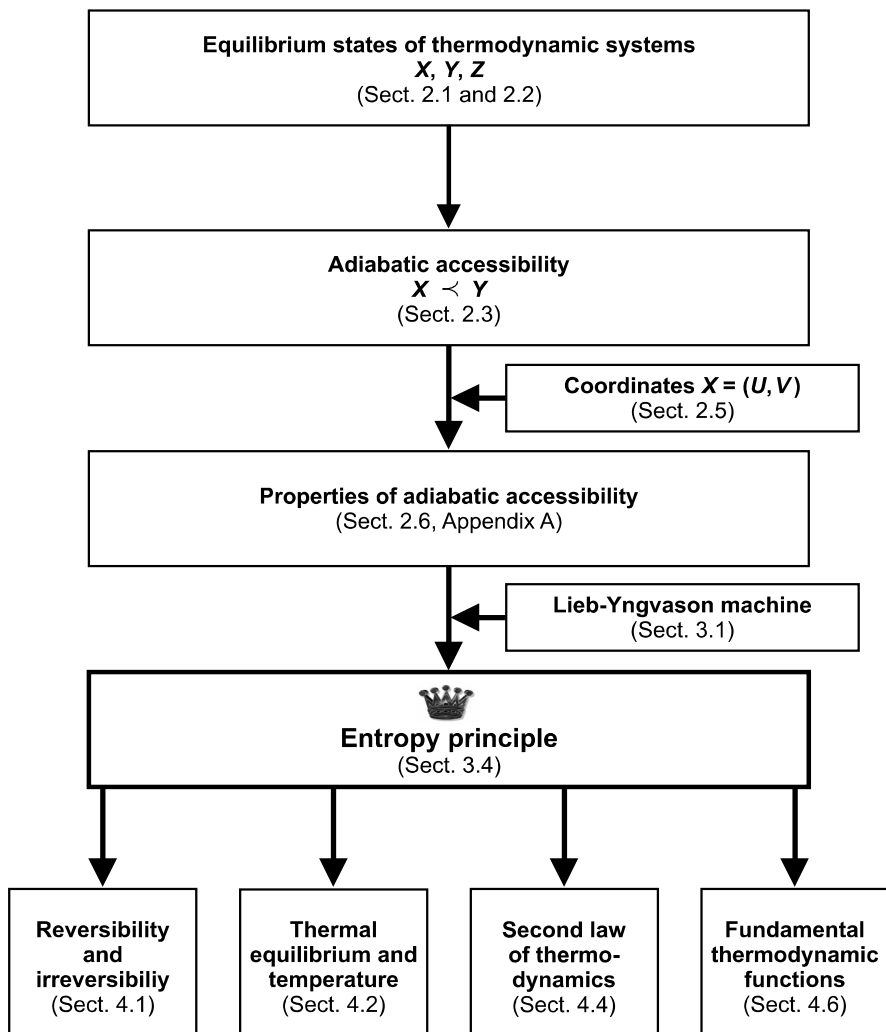 Equilibrium states of thermodynamic systems
X, Y, Z
(Sect. 2.1 and 2.2)
Adiabatic accessibility
X ≺ Y
(Sect. 2.3)
Coordinates X = (U, V)
(Sect. 2.5)
Properties of adiabatic accessibility
(Sect. 2.6, Appendix A)
Lieb-Yngvason machine
(Sect. 3.1)
Entropy principle
(Sect. 3.4)
Reversibility
and
irreversibiliy
(Sect. 4.1)
Thermal
equilibrium and
temperature
(Sect. 4.2)
Second law
of thermo-
dynamics
(Sect. 4.4)
Fundamental
thermodynamic
functions
(Sect. 4.6)